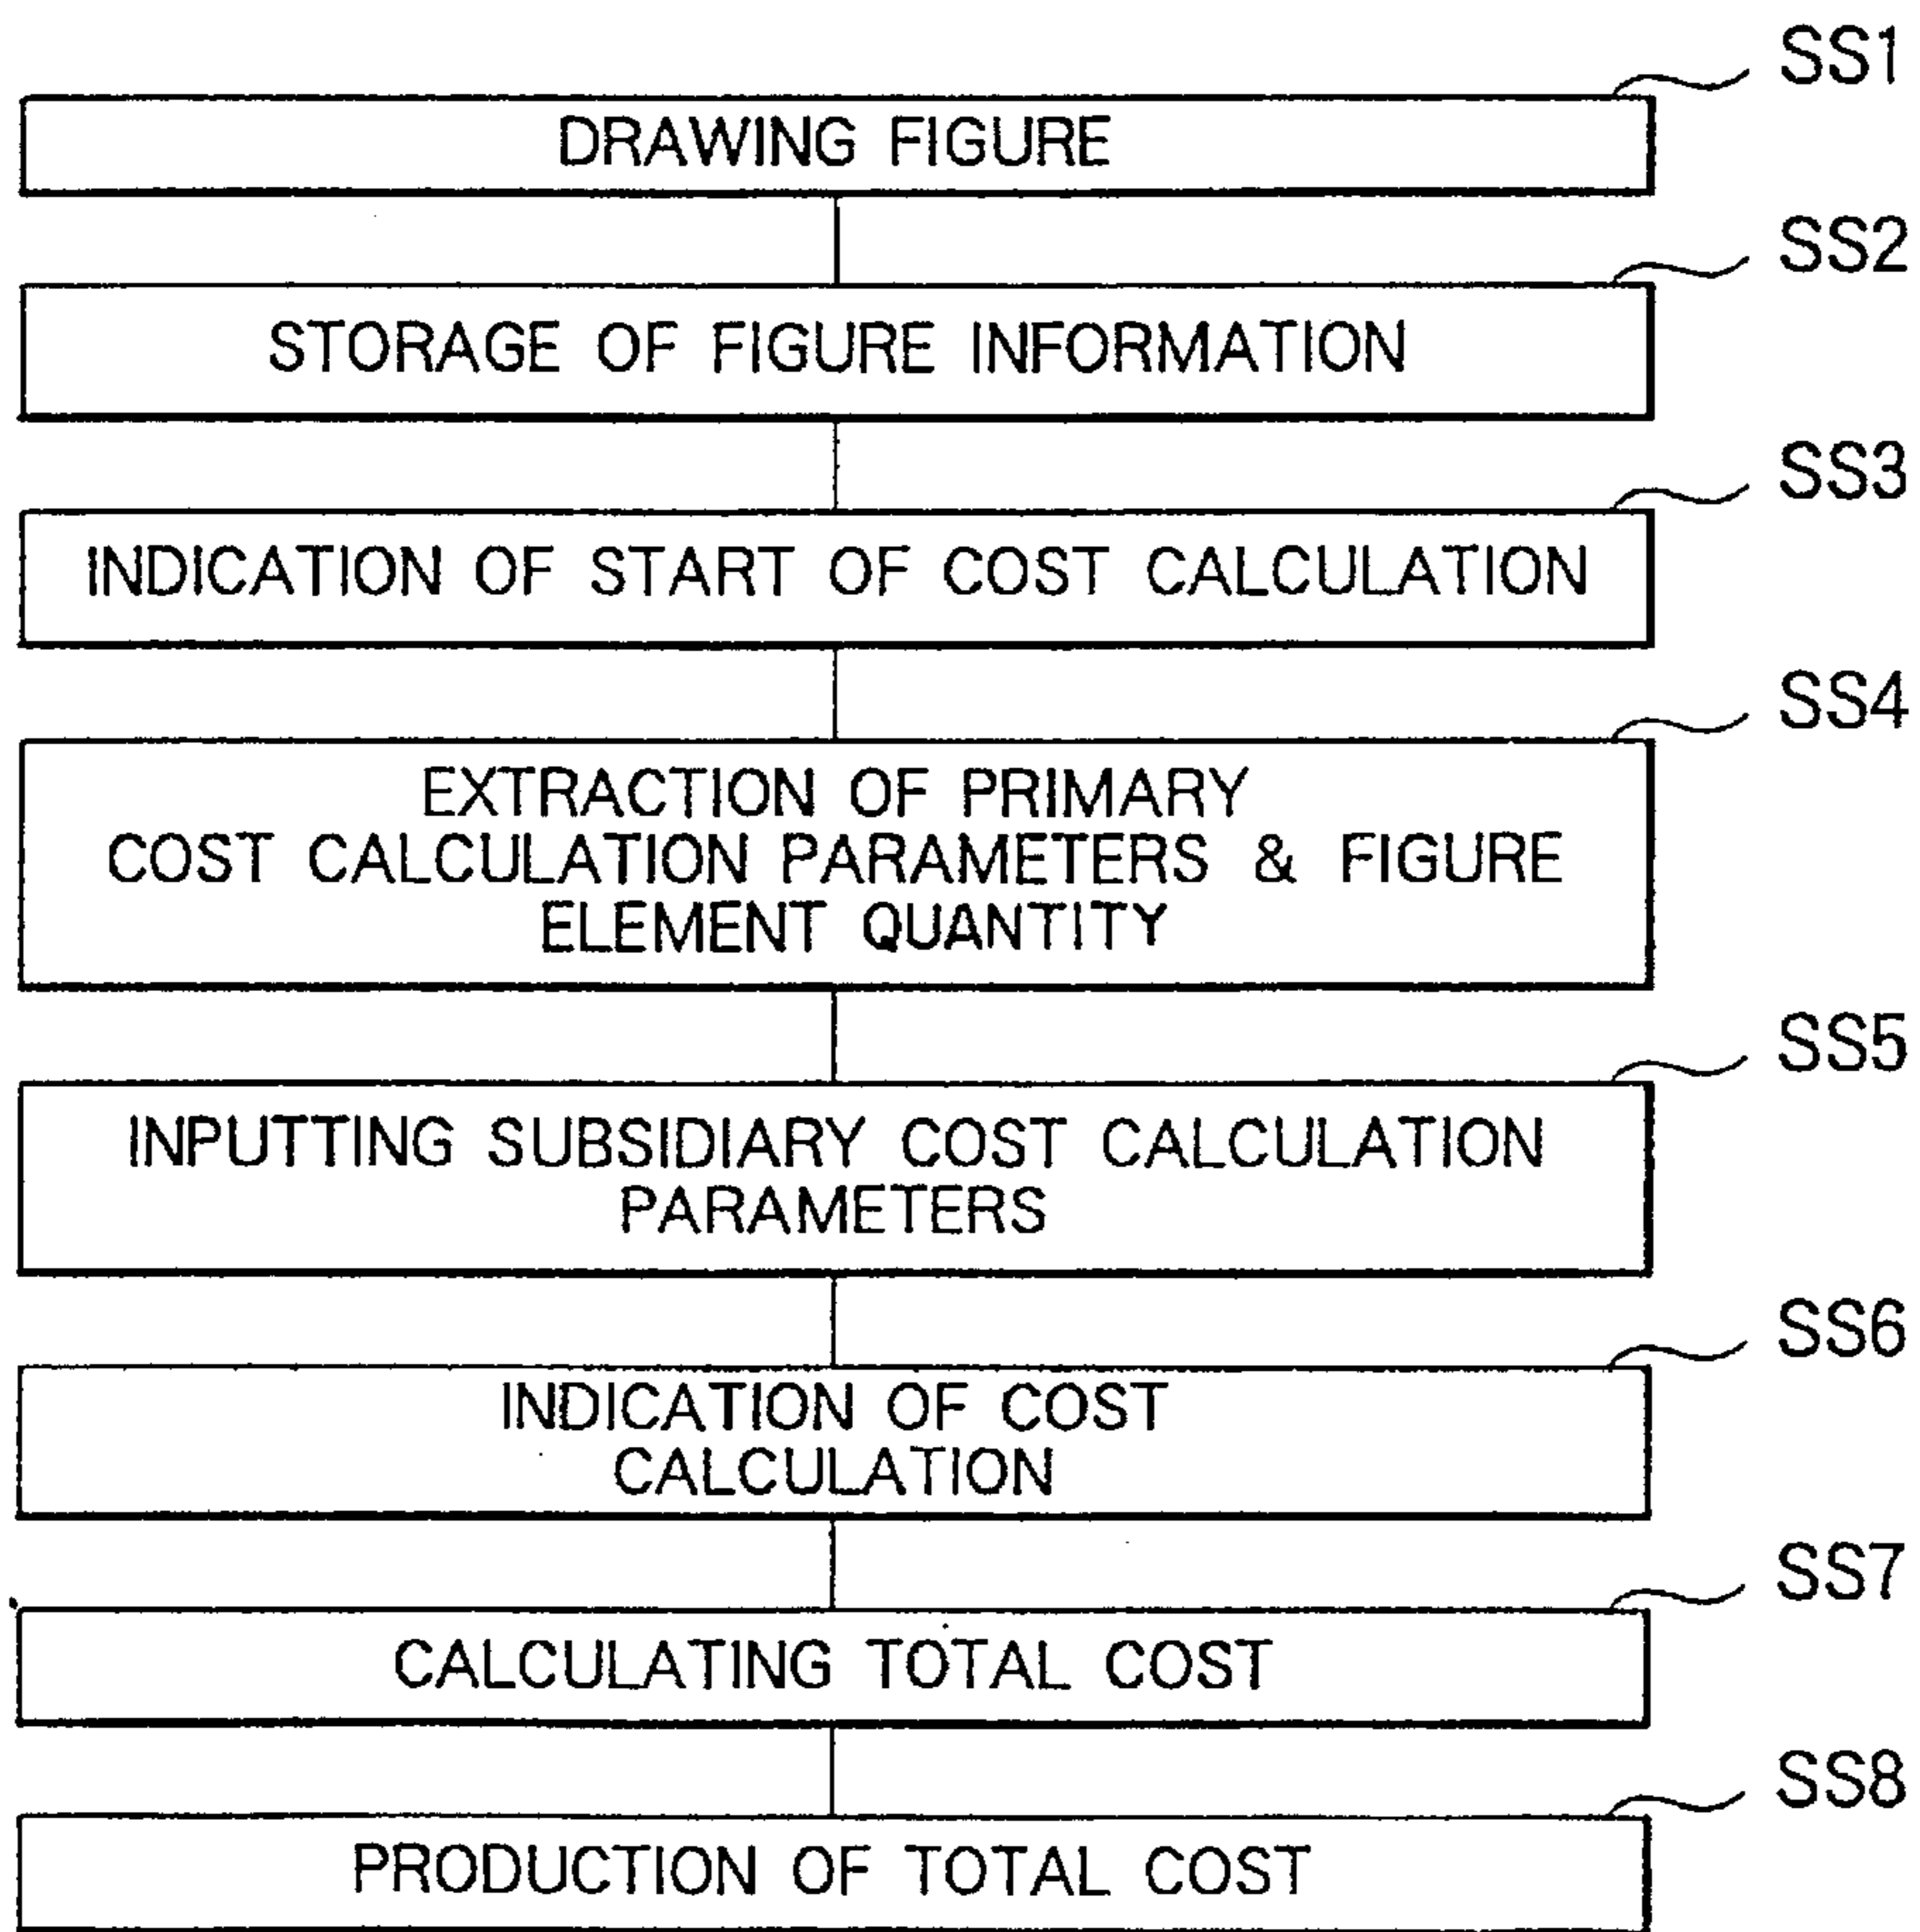 SS1
DRAWING FIGURE
SS2
STORAGE OF FIGURE INFORMATION
SS3
INDICATION OF START OF COST CALCULATION
SS4
EXTRACTION OF PRIMARY
COST CALCULATION PARAMETERS & FIGURE
ELEMENT QUANTITY
SS5
INPUTTING SUBSIDIARY COST CALCULATION
PARAMETERS
SS6
INDICATION OF COST
CALCULATION
SS7
CALCULATING TOTAL COST
SS8
PRODUCTION OF TOTAL COST